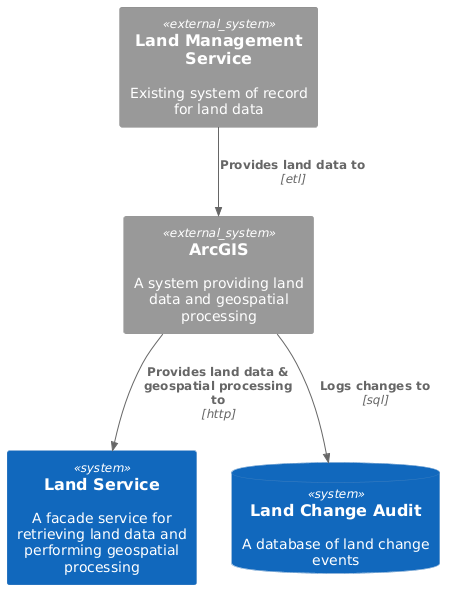 «external_system»
Land Management
Service
Existing system of record
for land data
Provides land data to
[etl]
«external_system»
ArcGIS
A system providing land
data and geospatial
processing
Provides land data &
geospatial processing
to
[http]
Logs changes to
[sql]
«system»
Land Service
A facade service for
retrieving land data and
performing geospatial
processing
«system»
Land Change Audit
A database of land change
events